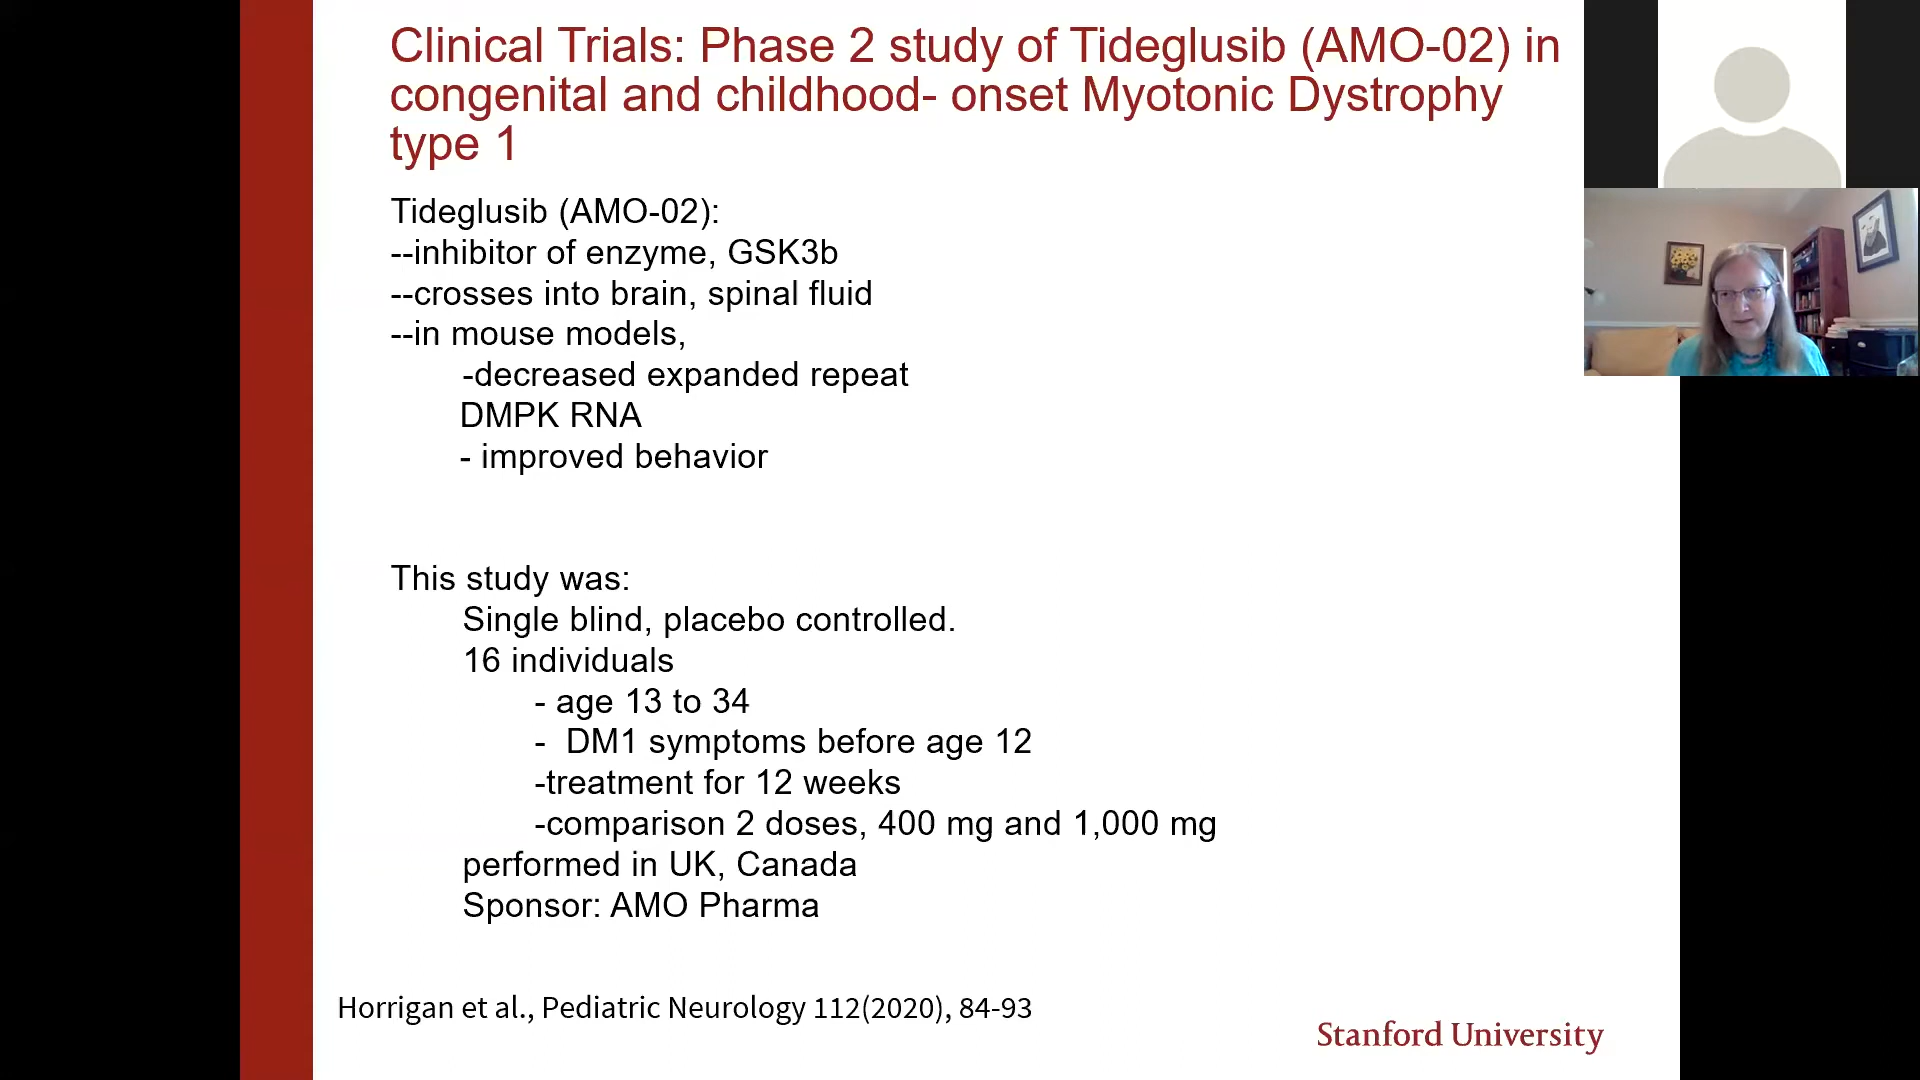 Clinical Trials: Phase 2 study of Tideglusib (AMO-02) in
congenital and childhood- onset Myotonic Dystrophy
type 1
Tideglusib (AMO-02):
--inhibitor of enzyme, GSK3b
--crosses into brain, spinal fluid
--in mouse models,
-decreased expanded repeat
DMPK RNA
- improved behavior
This study was:
Single blind, placebo controlled.
16 individuals
- age 13 to 34
- DM1 symptoms before age 12
-treatment for 12 weeks
-comparison 2 doses, 400 mg and 1,000 mg
performed in UK, Canada
Sponsor: AMO Pharma
Horrigan et al., Pediatric Neurology 112(2020), 84-93
Stanford University